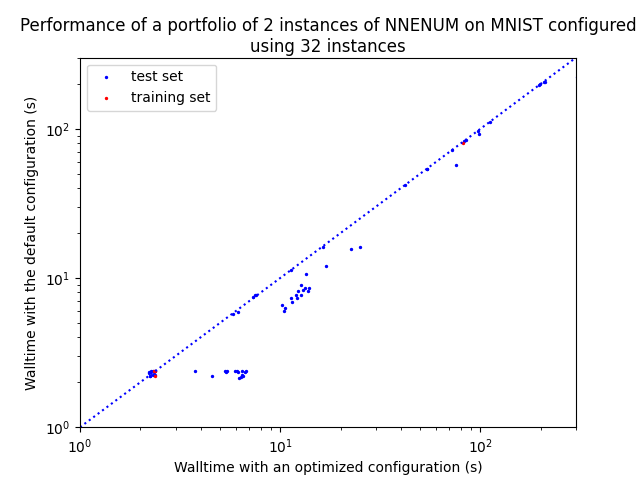 Performance of a portfolio of 2 instances of NNENUM on MNIST configured
using 32 instances
test set
training set
Walltime with the default configuration (s)
10²
10¹
10⁰
10⁰ 10¹ 10²
Walltime with an optimized configuration (s)